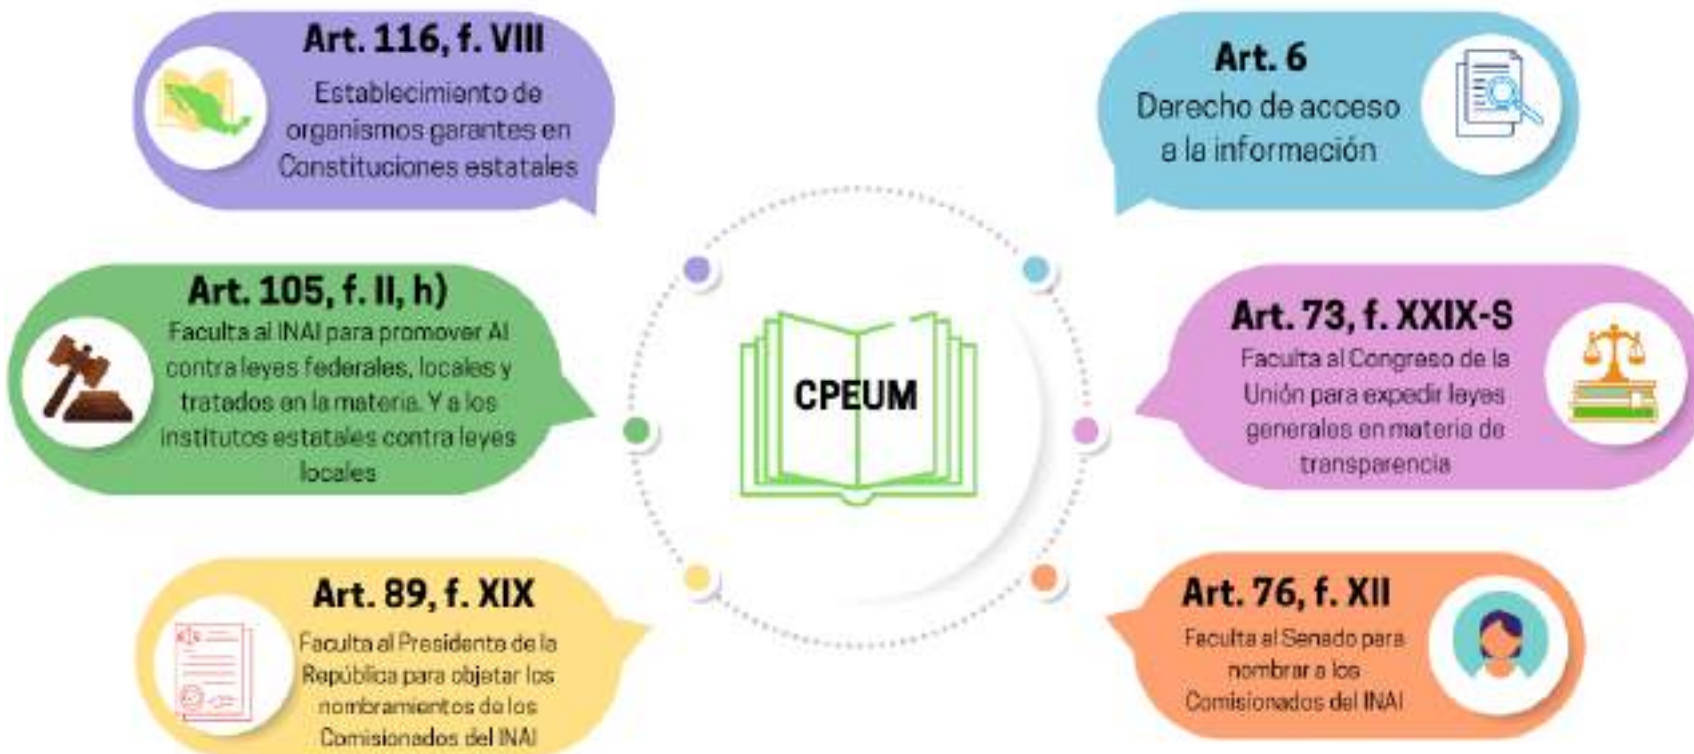 Art. 116, f. VIII
Establecimiento de
organismos garantes en
Constituciones estatales
Art. 6
Derecho de acceso
a la información
Art. 105, f. II, h)
Faculta al INAI para promover AI
contra leyes federales, locales y
tratados en la materia. Y a los
institutos estatales contra leyes
locales
CPEUM
Art. 73, f. XXIX-S
Faculta al Congreso de la
Unión para expedir leyes
generales en materia de
transparencia
Art. 89, f. XIX
Faculta al Presidente de la
República para objetar los
nombramientos de los
Comisionados del INAI
Art. 76, f. XII
Faculta al Senado para
nombrar a los
Comisionados del INAI